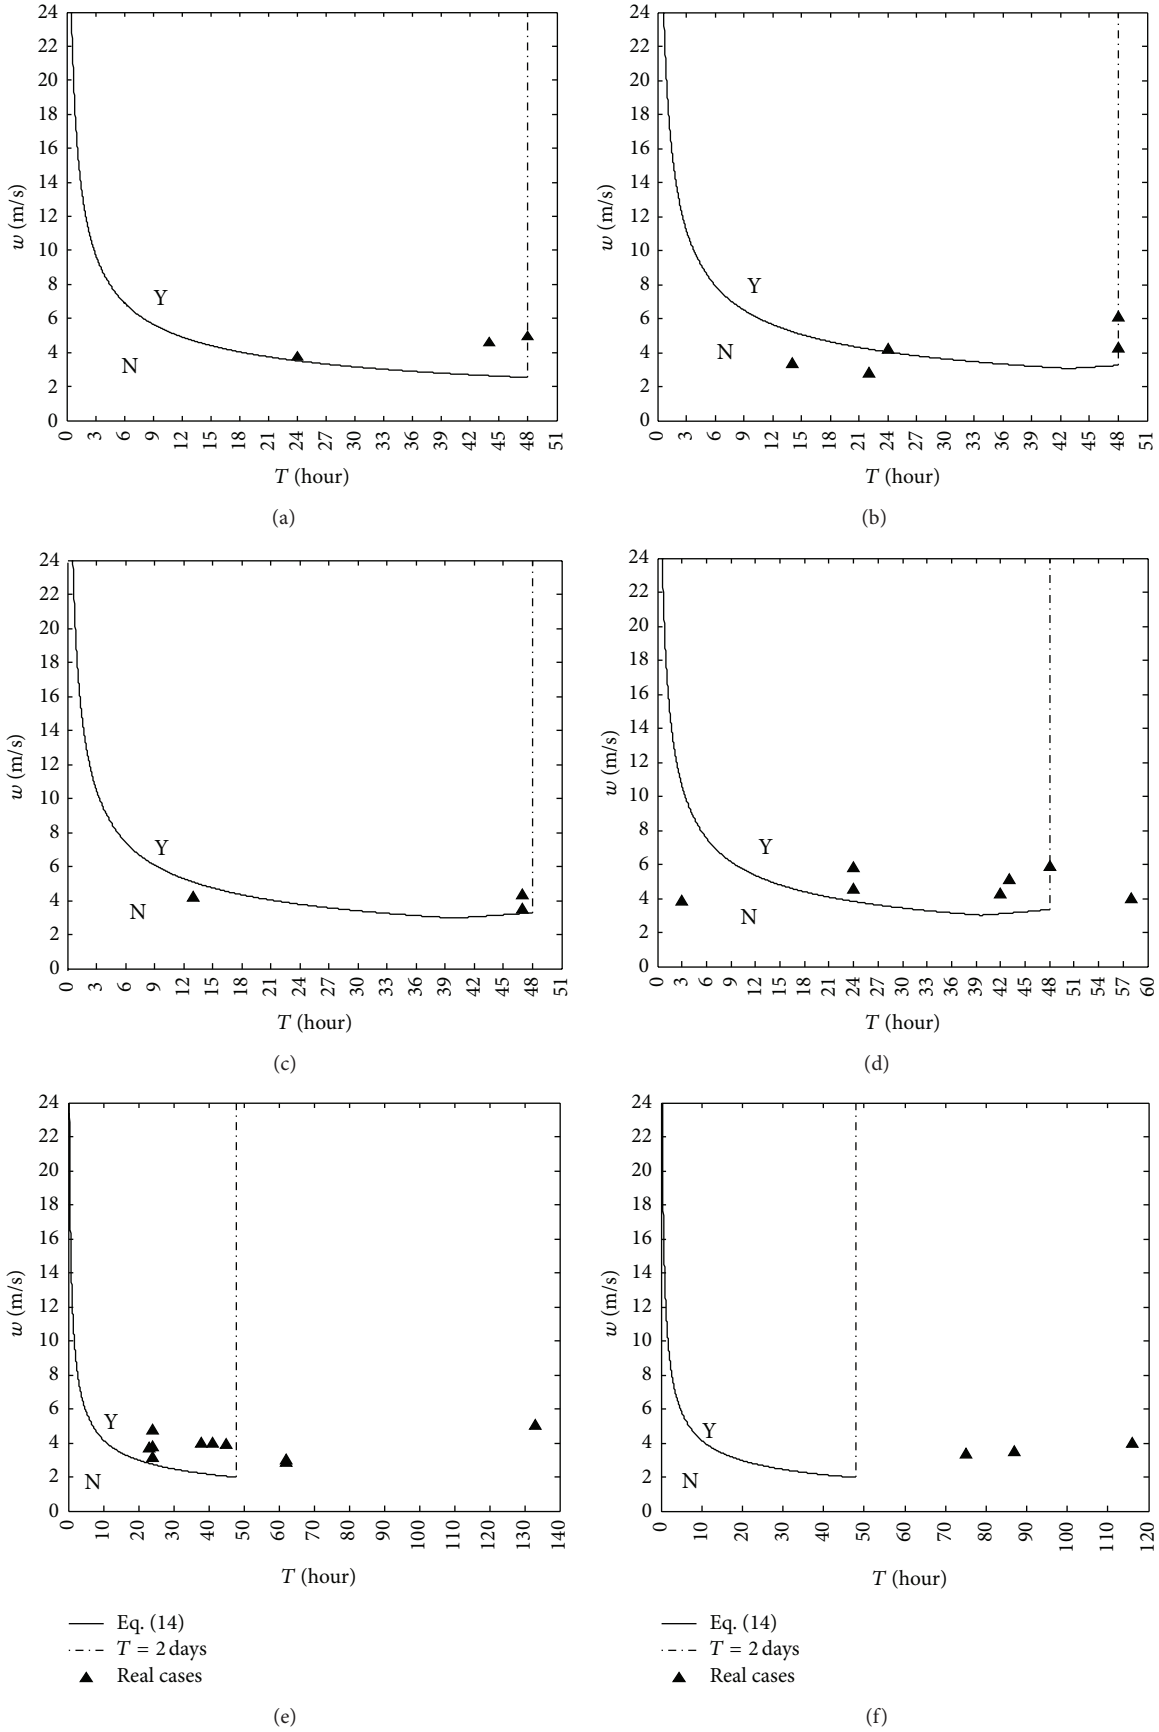 24
22
20
18
16
14
12
10
8
6
4
2
0
w (m/s)
Y
N
0 3 6 9 12 15 18 21 24 27 30 33 36 39 42 45 48 51
T (hour)
(a)
24
22
20
18
16
14
12
10
8
6
4
2
0
w (m/s)
Y
N
0 3 6 9 12 15 18 21 24 27 30 33 36 39 42 45 48 51
T (hour)
(b)
24
22
20
18
16
14
12
10
8
6
4
2
0
w (m/s)
Y
N
0 3 6 9 12 15 18 21 24 27 30 33 36 39 42 45 48 51
T (hour)
(c)
24
22
20
18
16
14
12
10
8
6
4
2
0
w (m/s)
Y
N
0 3 6 9 12 15 18 21 24 27 30 33 36 39 42 45 48 51 54 57 60
T (hour)
(d)
24
22
20
18
16
14
12
10
8
6
4
2
0
w (m/s)
Y
N
0 10 20 30 40 50 60 70 80 90 100 110 120 130 140
T (hour)
Eq. (14)
T = 2 days
Real cases
(e)
24
22
20
18
16
14
12
10
8
6
4
2
0
w (m/s)
Y
N
0 10 20 30 40 50 60 70 80 90 100 110 120
T (hour)
Eq. (14)
T = 2 days
Real cases
(f)